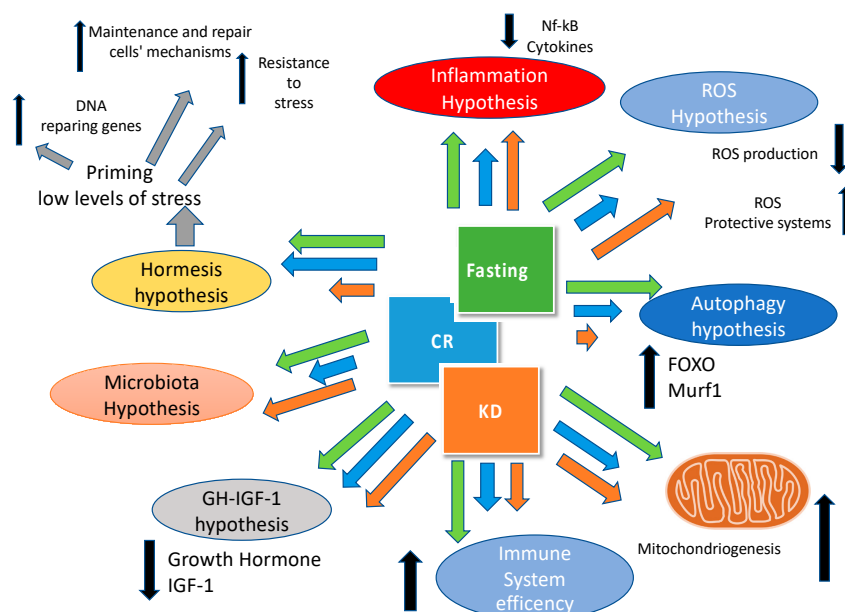 Maintenance and repair
cells' mechanisms
Resistance
to
stress
DNA
reparing genes
Priming
low levels of stress
Nf-kB
Cytokines
Inflammation
Hypothesis
ROS
Hypothesis
ROS production
ROS
Protective systems
Hormesis
hypothesis
Fasting
Autophagy
hypothesis
CR
FOXO
Murf1
Microbiota
Hypothesis
KD
GH-IGF-1
hypothesis
Growth Hormone
IGF-1
Immune
System
efficency
Mitochondriogenesis